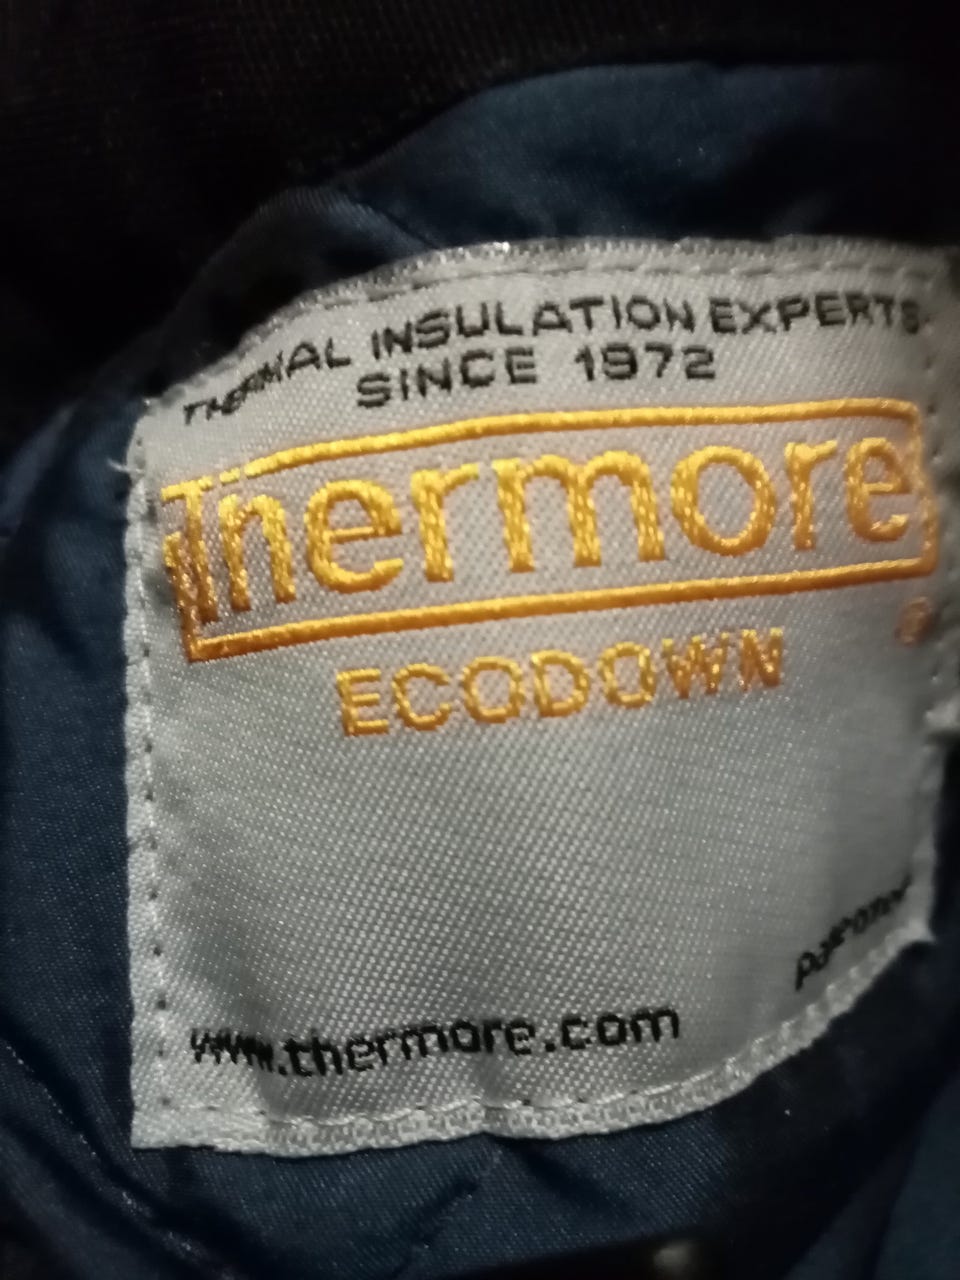 THERMAL INSULATION EXPERTS
SINCE 1972
Thermore
®
ECODOWN
www.thermore.com